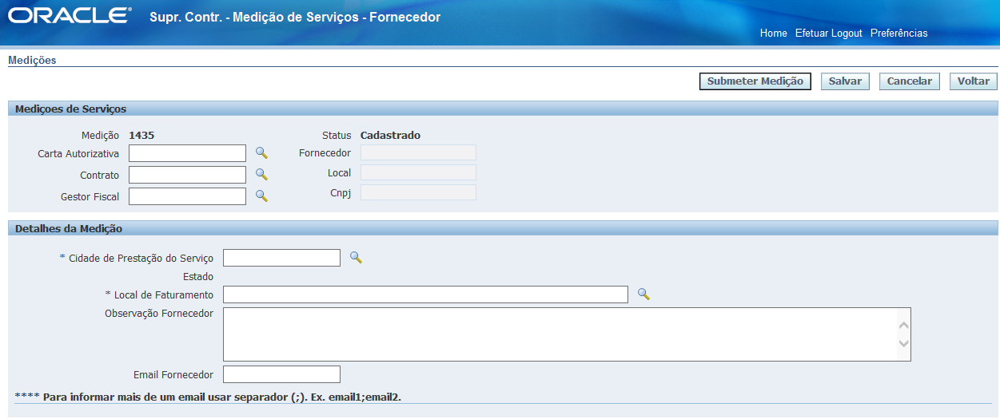 ORACLE® Supr. Contr. - Medição de Serviços - Fornecedor
Home Efetuar Logout Preferências
Medições
Submeter Medição Salvar Cancelar Voltar
Mediçoes de Serviços
Medição 1435 Status Cadastrado
Carta Autorizativa Fornecedor
Contrato Local
Gestor Fiscal Cnpj
Detalhes da Medição
* Cidade de Prestação do Serviço
Estado
* Local de Faturamento
Observação Fornecedor
Email Fornecedor
**** Para informar mais de um email usar separador (;). Ex. email1;email2.